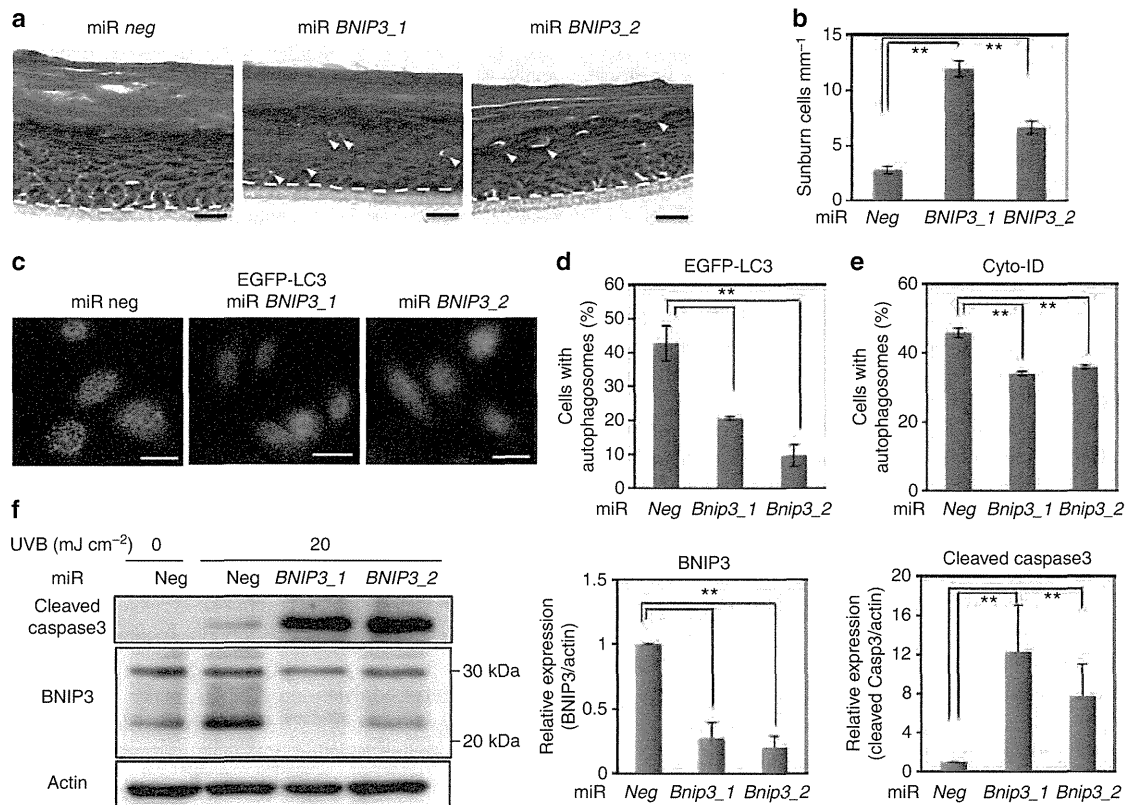 a
miR neg
miR BNIP3_1
miR BNIP3_2
b
Sunburn cells mm⁻¹
15
10
5
0
**
**
miR
Neg
BNIP3_1
BNIP3_2
c
EGFP-LC3
miR neg
miR BNIP3_1
miR BNIP3_2
d
EGFP-LC3
Cells with
autophagosomes (%)
60
40
20
0
**
miR
Neg
Bnip3_1
Bnip3_2
e
Cyto-ID
Cells with
autophagosomes (%)
60
40
20
0
**
**
miR
Neg
Bnip3_1
Bnip3_2
f
UVB (mJ cm⁻²)
0
20
miR
Neg
Neg
BNIP3_1
BNIP3_2
Cleaved
caspase3
BNIP3
30 kDa
20 kDa
Actin
BNIP3
Relative expression
(BNIP3/actin)
1.5
1
0.5
0
**
miR
Neg
Bnip3_1
Bnip3_2
Cleaved caspase3
Relative expression
(cleaved Casp3/actin)
20
16
12
8
4
0
**
**
miR
Neg
Bnip3_1
Bnip3_2